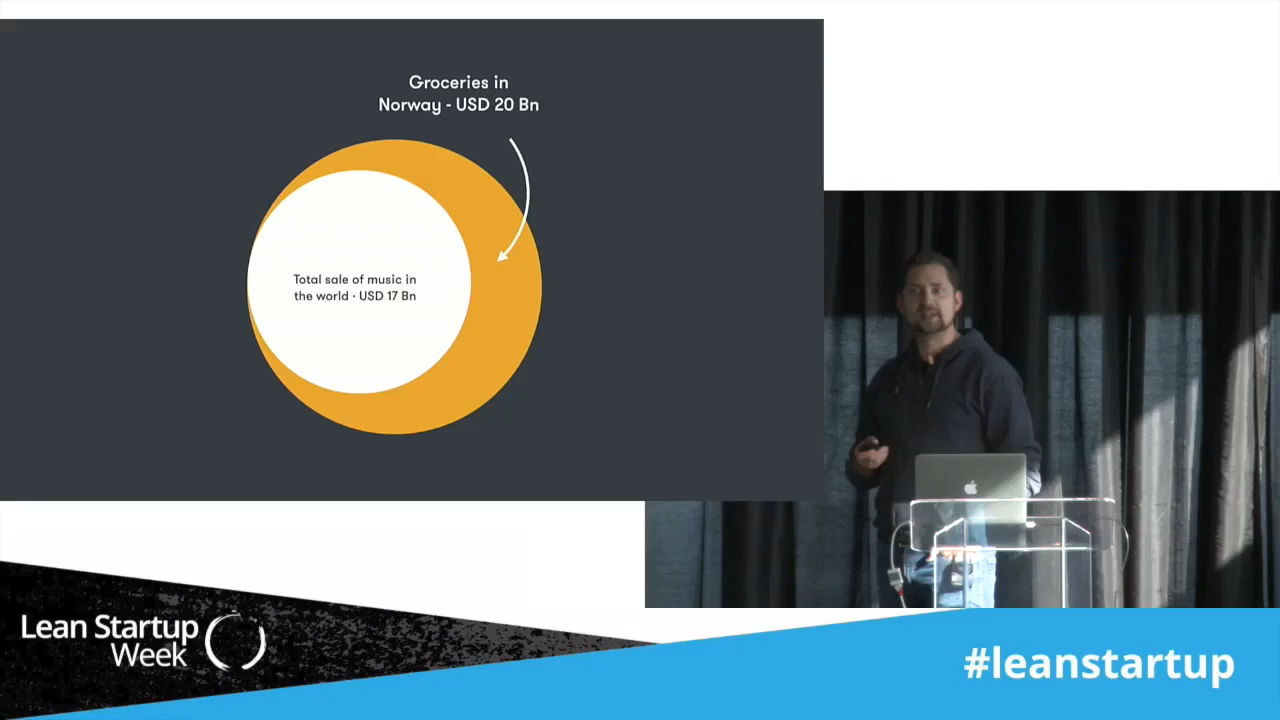 Groceries in
Norway - USD 20 Bn
Total sale of music in
the world · USD 17 Bn
Lean Startup
Week
#leanstartup